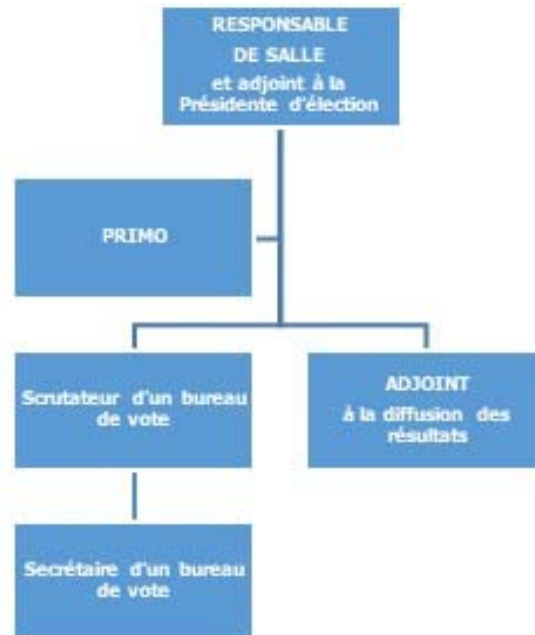 RESPONSABLE
DE SALLE
et adjoint à la
Présidente d'élection
PRIMO
Scrutateur d'un bureau
de vote
ADJOINT
à la diffusion des
résultats
Secrétaire d'un bureau
de vote